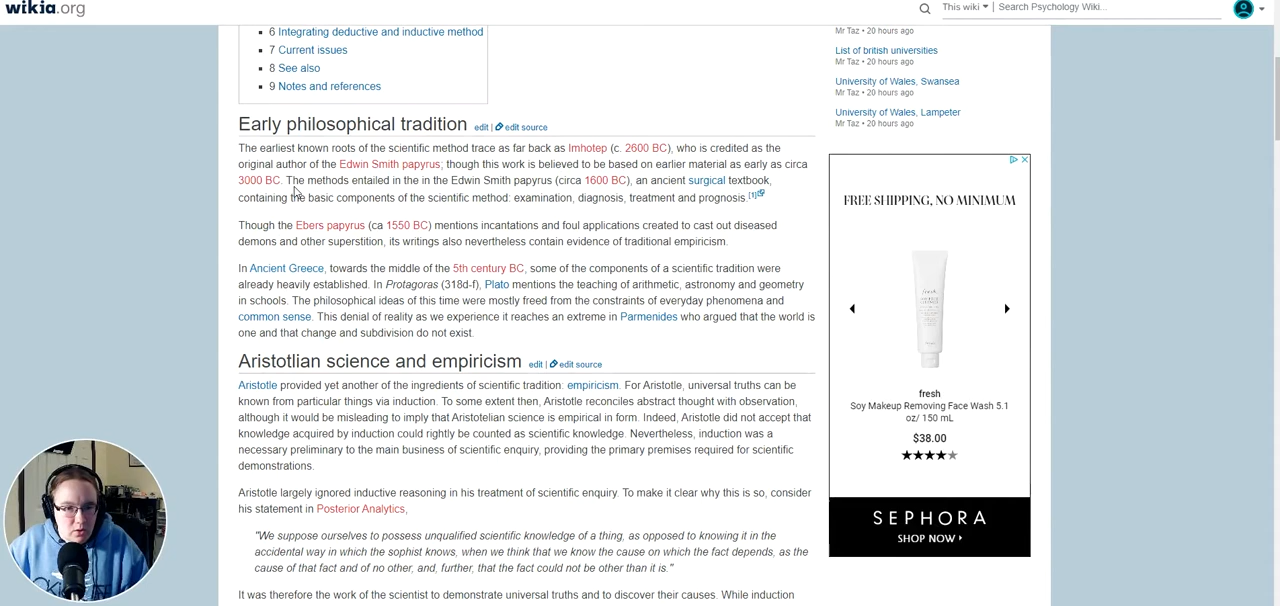 wikia.org
This wiki
Search Psychology Wiki...
6 Integrating deductive and inductive method
7 Current issues
8 See also
9 Notes and references
Mr Taz • 20 hours ago
List of british universities
Mr Taz • 20 hours ago
University of Wales, Swansea
Mr Taz • 20 hours ago
University of Wales, Lampeter
Mr Taz • 20 hours ago
Early philosophical tradition edit | edit source
The earliest known roots of the scientific method trace as far back as Imhotep (c. 2600 BC), who is credited as the
original author of the Edwin Smith papyrus; though this work is believed to be based on earlier material as early as circa
3000 BC. The methods entailed in the in the Edwin Smith papyrus (circa 1600 BC), an ancient surgical textbook,
containing the basic components of the scientific method: examination, diagnosis, treatment and prognosis.[1]
Though the Ebers papyrus (ca 1550 BC) mentions incantations and foul applications created to cast out diseased
demons and other superstition, its writings also nevertheless contain evidence of traditional empiricism.
In Ancient Greece, towards the middle of the 5th century BC, some of the components of a scientific tradition were
already heavily established. In Protagoras (318d-f), Plato mentions the teaching of arithmetic, astronomy and geometry
in schools. The philosophical ideas of this time were mostly freed from the constraints of everyday phenomena and
common sense. This denial of reality as we experience it reaches an extreme in Parmenides who argued that the world is
one and that change and subdivision do not exist.
Aristotlian science and empiricism edit | edit source
Aristotle provided yet another of the ingredients of scientific tradition: empiricism. For Aristotle, universal truths can be
known from particular things via induction. To some extent then, Aristotle reconciles abstract thought with observation,
although it would be misleading to imply that Aristotelian science is empirical in form. Indeed, Aristotle did not accept that
knowledge acquired by induction could rightly be counted as scientific knowledge. Nevertheless, induction was a
necessary preliminary to the main business of scientific enquiry, providing the primary premises required for scientific
demonstrations.
Aristotle largely ignored inductive reasoning in his treatment of scientific enquiry. To make it clear why this is so, consider
his statement in Posterior Analytics,
"We suppose ourselves to possess unqualified scientific knowledge of a thing, as opposed to knowing it in the
accidental way in which the sophist knows, when we think that we know the cause on which the fact depends, as the
cause of that fact and of no other, and, further, that the fact could not be other than it is."
It was therefore the work of the scientist to demonstrate universal truths and to discover their causes. While induction
FREE SHIPPING, NO MINIMUM
fresh
fresh
Soy Makeup Removing Face Wash 5.1
oz/ 150 mL
$38.00
SEPHORA
SHOP NOW